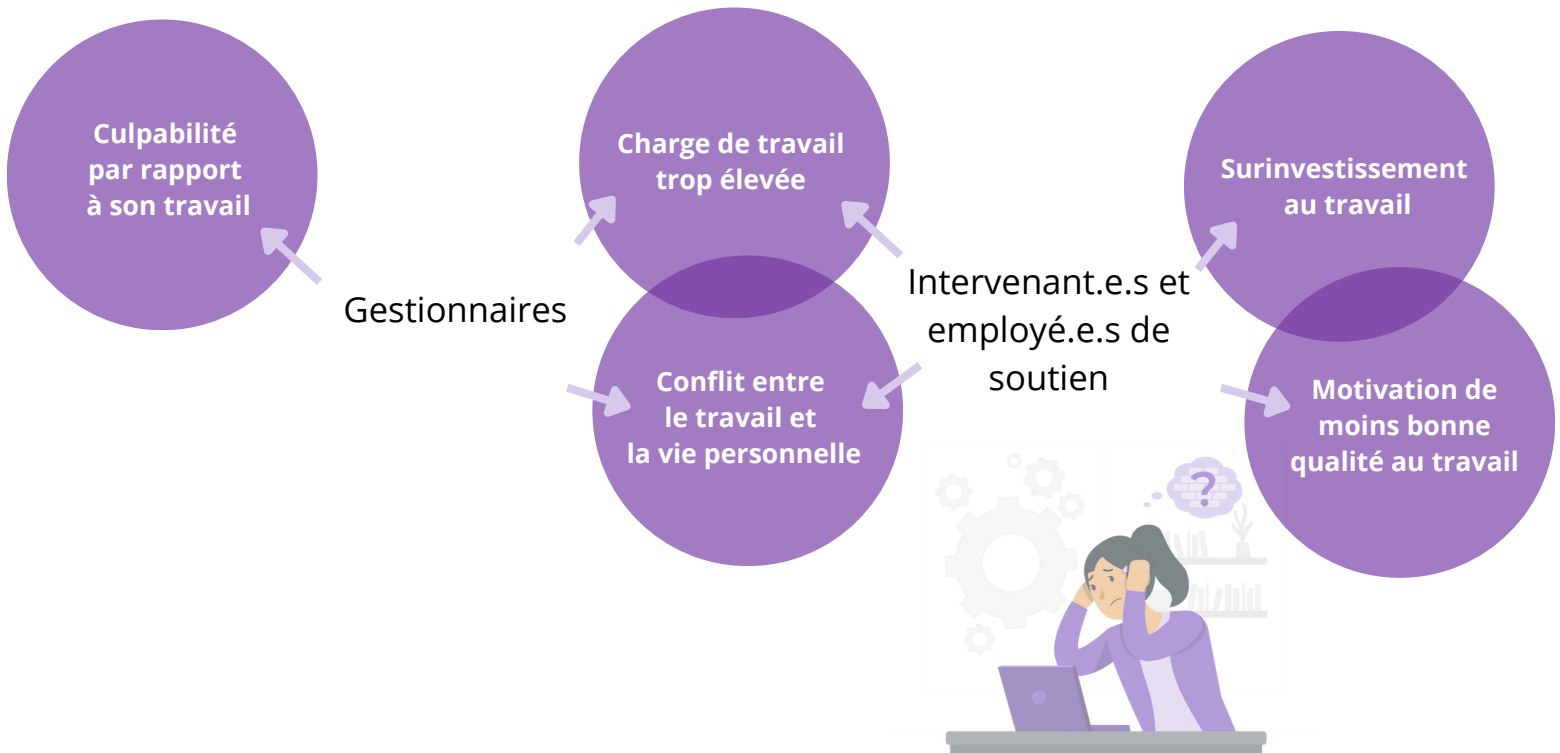 Culpabilité
par rapport
à son travail
Gestionnaires
Charge de travail
trop élevée
Conflit entre
le travail et
la vie personnelle
Intervenant.e.s et
employé.e.s de
soutien
Surinvestissement
au travail
Motivation de
moins bonne
qualité au travail
?